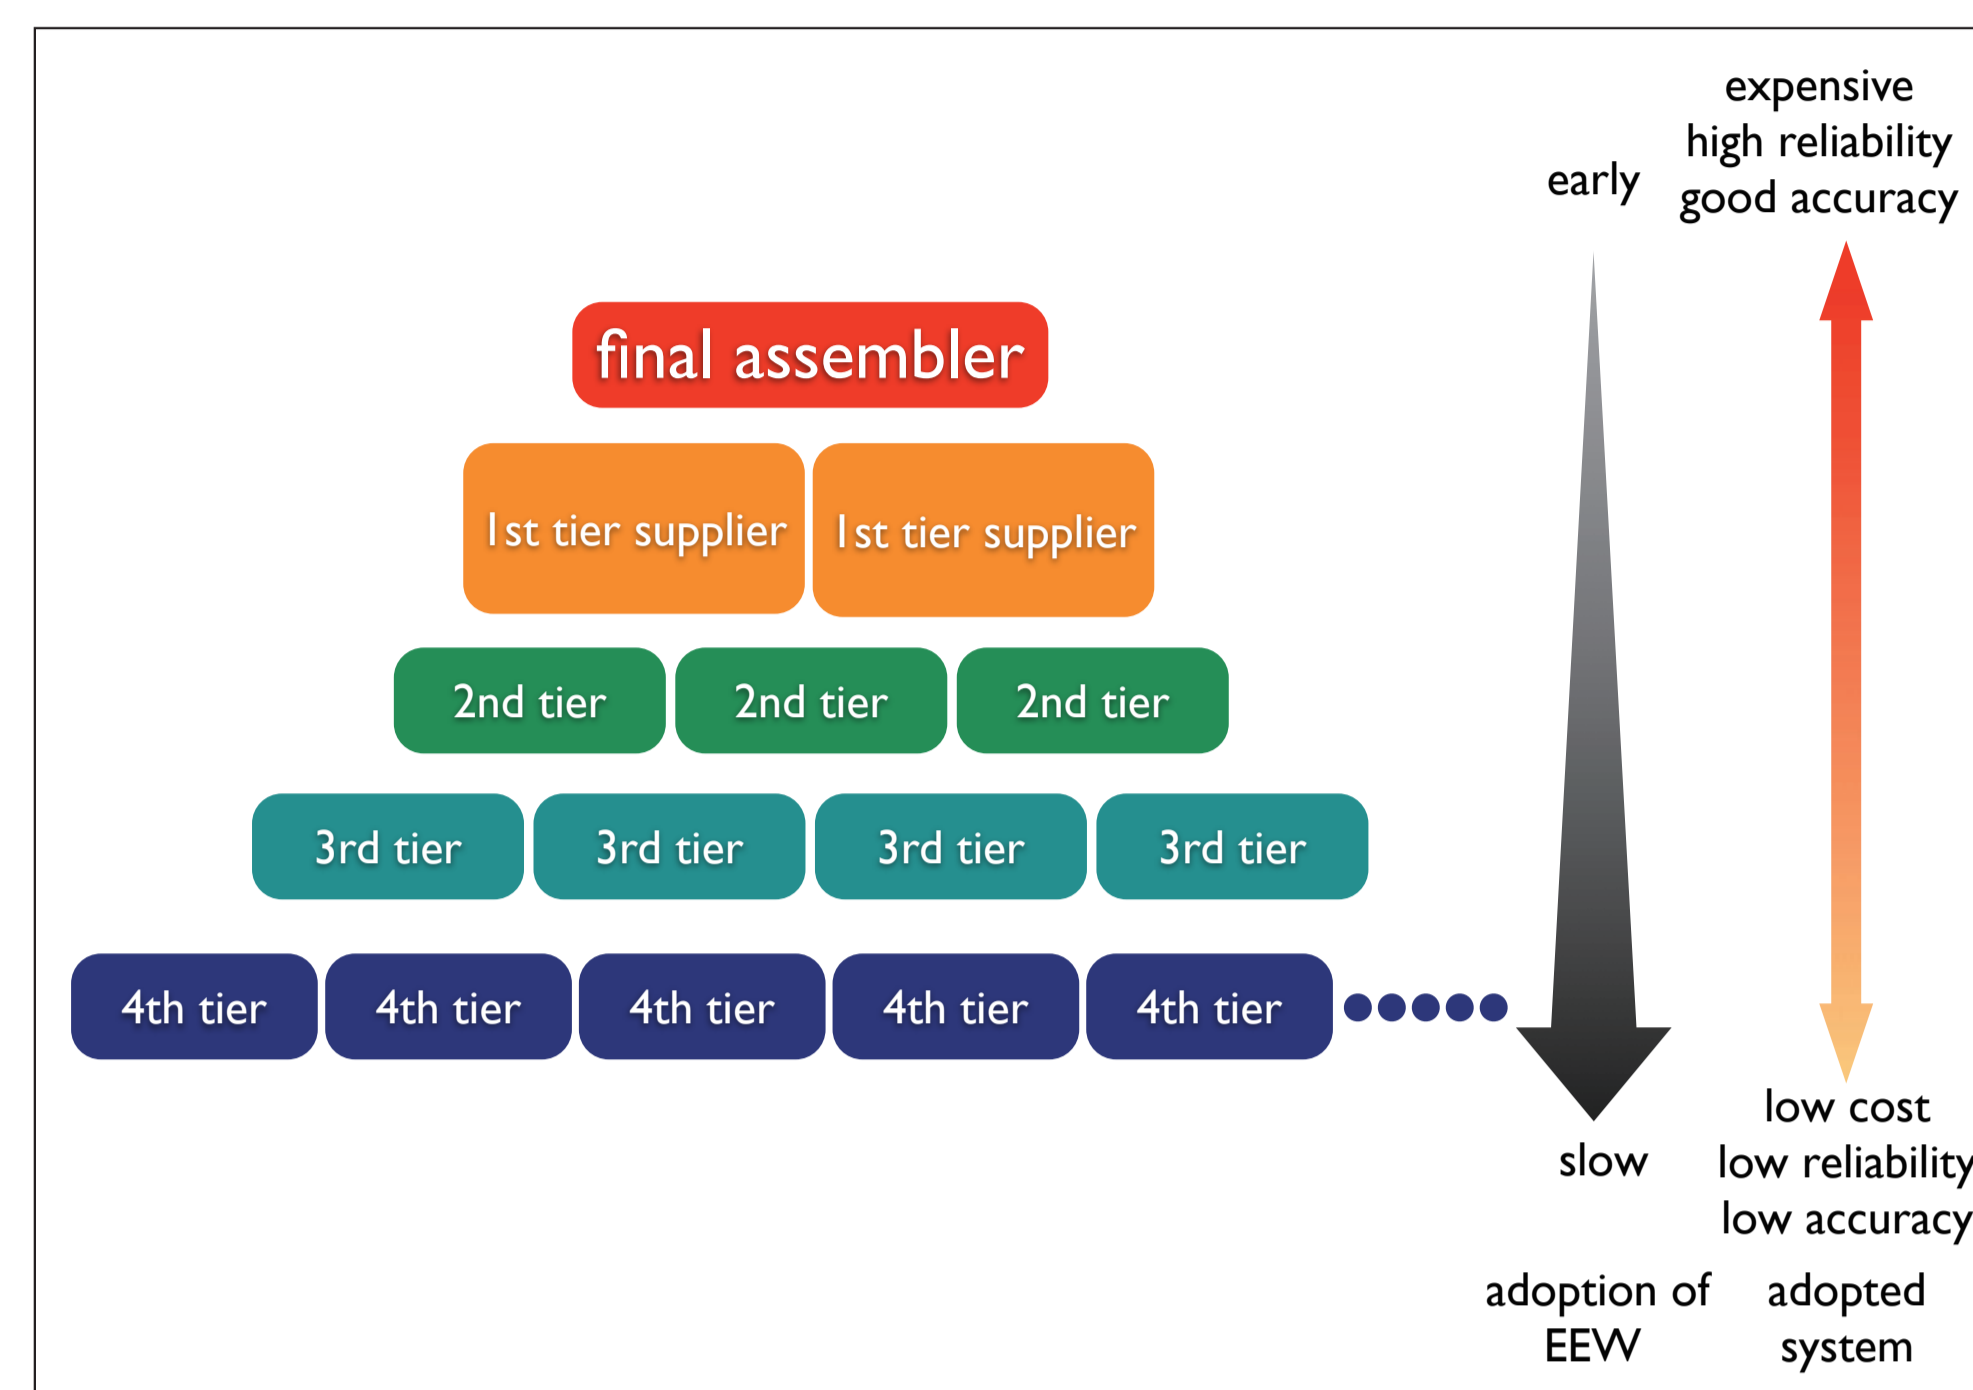 expensive
high reliability
good accuracy
early
final assembler
1st tier supplier 1st tier supplier
2nd tier 2nd tier 2nd tier
3rd tier 3rd tier 3rd tier 3rd tier
4th tier 4th tier 4th tier 4th tier 4th tier
low cost
low reliability
low accuracy
slow
adoption of
EEW
adopted
system